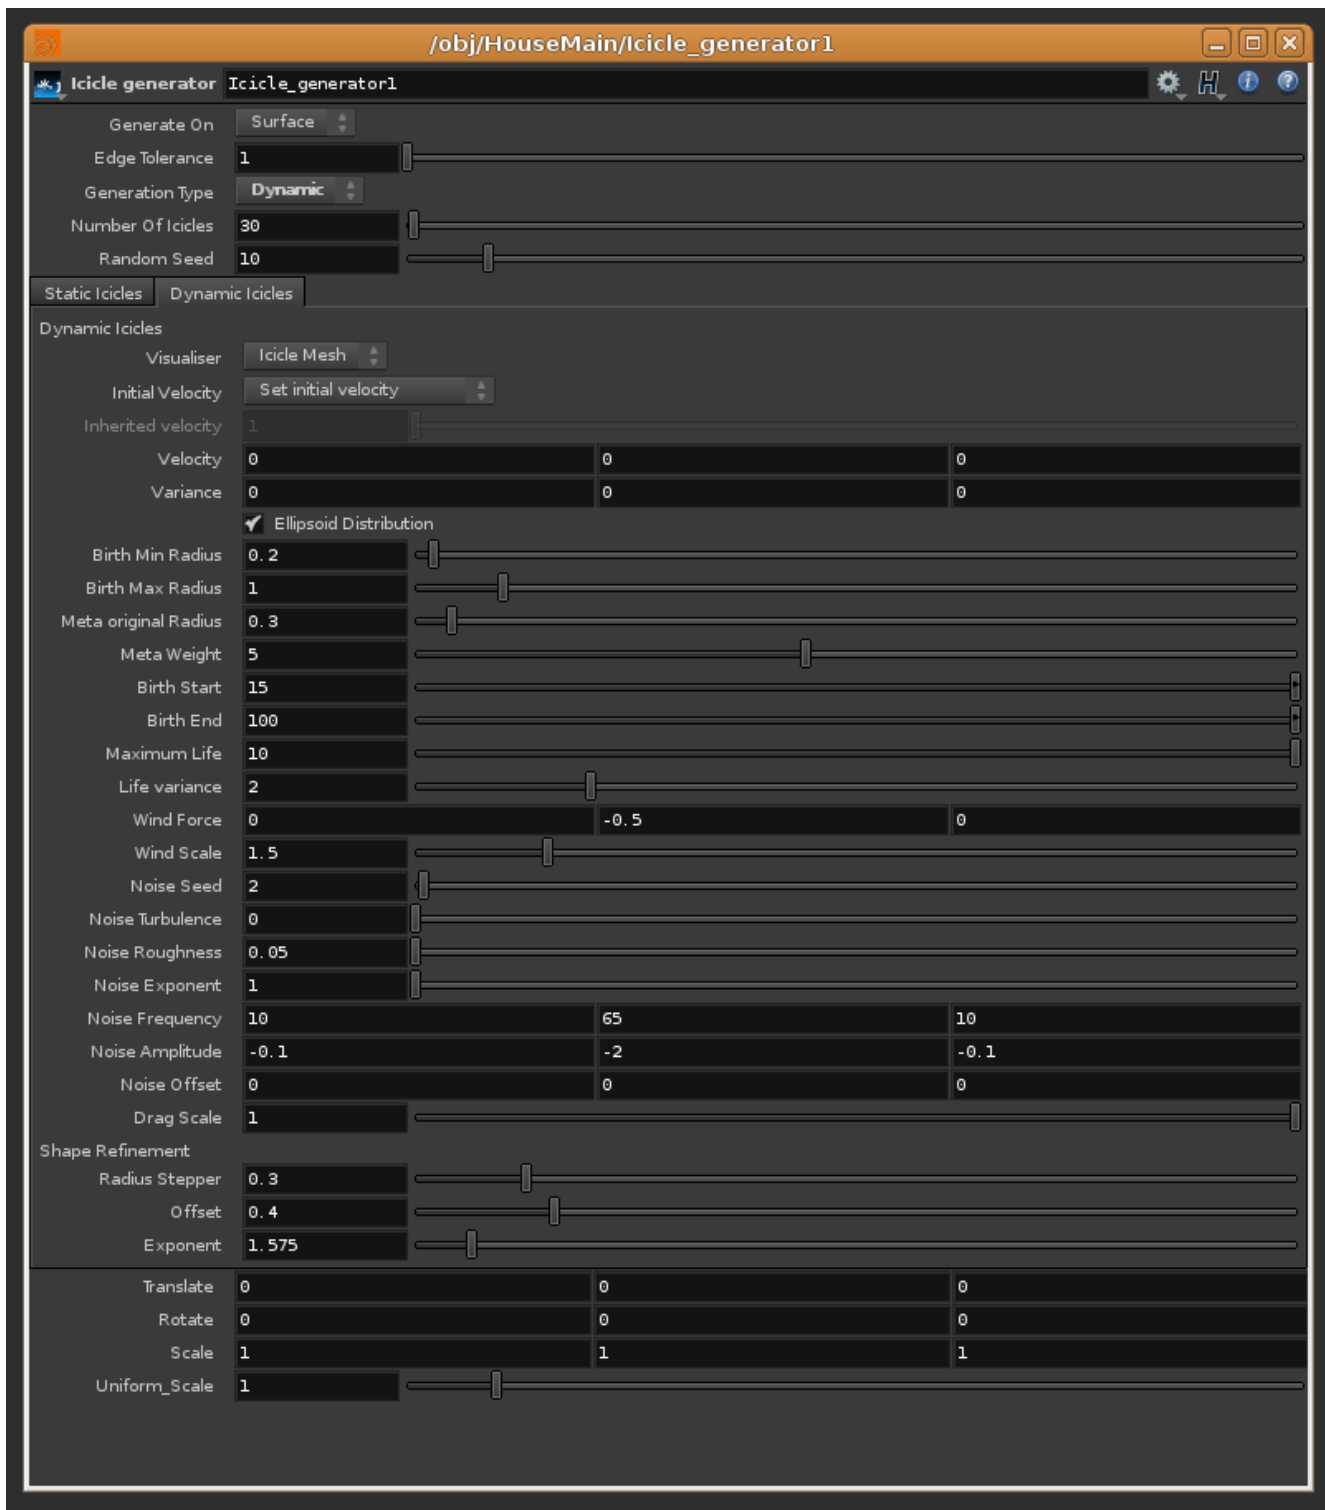 /obj/HouseMain/Icicle_generator1
Icicle generator Icicle_generator1
Generate On Surface
Edge Tolerance 1
Generation Type Dynamic
Number Of Icicles 30
Random Seed 10
Static Icicles Dynamic Icicles
Dynamic Icicles
Visualiser Icicle Mesh
Initial Velocity Set initial velocity
Inherited velocity 1
Velocity 0 0 0
Variance 0 0 0
Ellipsoid Distribution
Birth Min Radius 0.2
Birth Max Radius 1
Meta original Radius 0.3
Meta Weight 5
Birth Start 15
Birth End 100
Maximum Life 10
Life variance 2
Wind Force 0 -0.5 0
Wind Scale 1.5
Noise Seed 2
Noise Turbulence 0
Noise Roughness 0.05
Noise Exponent 1
Noise Frequency 10 65 10
Noise Amplitude -0.1 -2 -0.1
Noise Offset 0 0 0
Drag Scale 1
Shape Refinement
Radius Stepper 0.3
Offset 0.4
Exponent 1.575
Translate 0 0 0
Rotate 0 0 0
Scale 1 1 1
Uniform_Scale 1